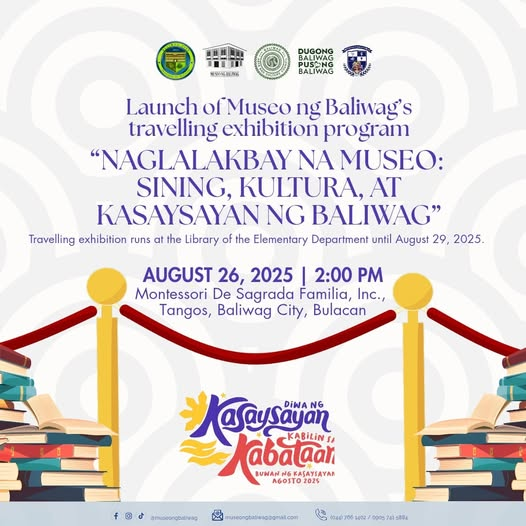 MUSEO NG BALIWAG
DUGONG
BALIWAG
PUSONG
BALIWAG
Launch of Museo ng Baliwag's
travelling exhibition program
"NAGLALAKBAY NA MUSEO:
SINING, KULTURA, AT
KASAYSAYAN NG BALIWAG"
Travelling exhibition runs at the Library of the Elementary Department until August 29, 2025.
AUGUST 26, 2025 | 2:00 PM
Montessori De Sagrada Familia, Inc.,
Tangos, Baliwag City, Bulacan
DIWA NG
Kasaysayan
KABILIN SA
Kabataan
BUWAN NG KASAYSAYAN
AGOSTO 2025
@museongbaliwag
museongbaliwag@gmail.com